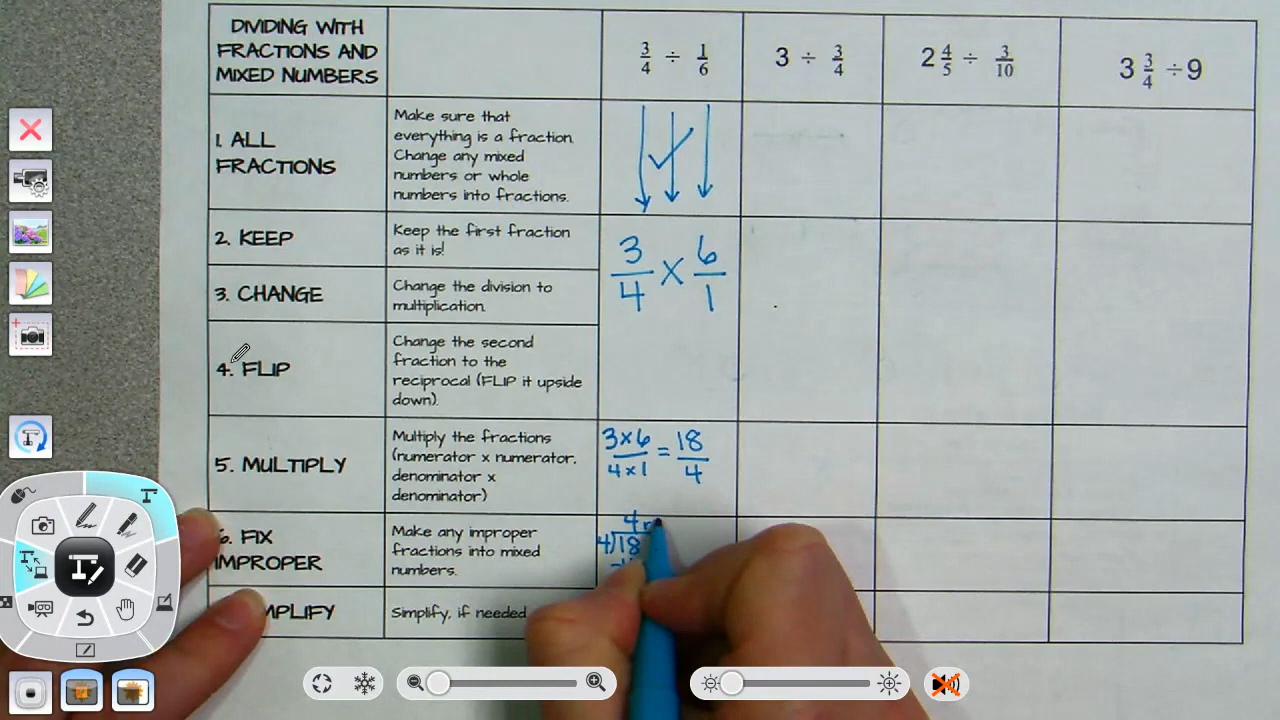 DIVIDING WITH
FRACTIONS AND
MIXED NUMBERS
3/4 ÷ 1/6
3 ÷ 3/4
2 4/5 ÷ 3/10
3 3/4 ÷ 9
1. ALL
FRACTIONS
Make sure that
everything is a fraction.
Change any mixed
numbers or whole
numbers into fractions.
2. KEEP
Keep the first fraction
as it is!
3. CHANGE
Change the division to
multiplication.
3/4 x 6/1
4. FLIP
Change the second
fraction to the
reciprocal (FLIP it upside
down).
5. MULTIPLY
Multiply the fractions
(numerator x numerator,
denominator x
denominator)
3x6/4x1 = 18/4
6. FIX
IMPROPER
Make any improper
fractions into mixed
numbers.
4 r
4)18
MPLIFY
Simplify, if needed